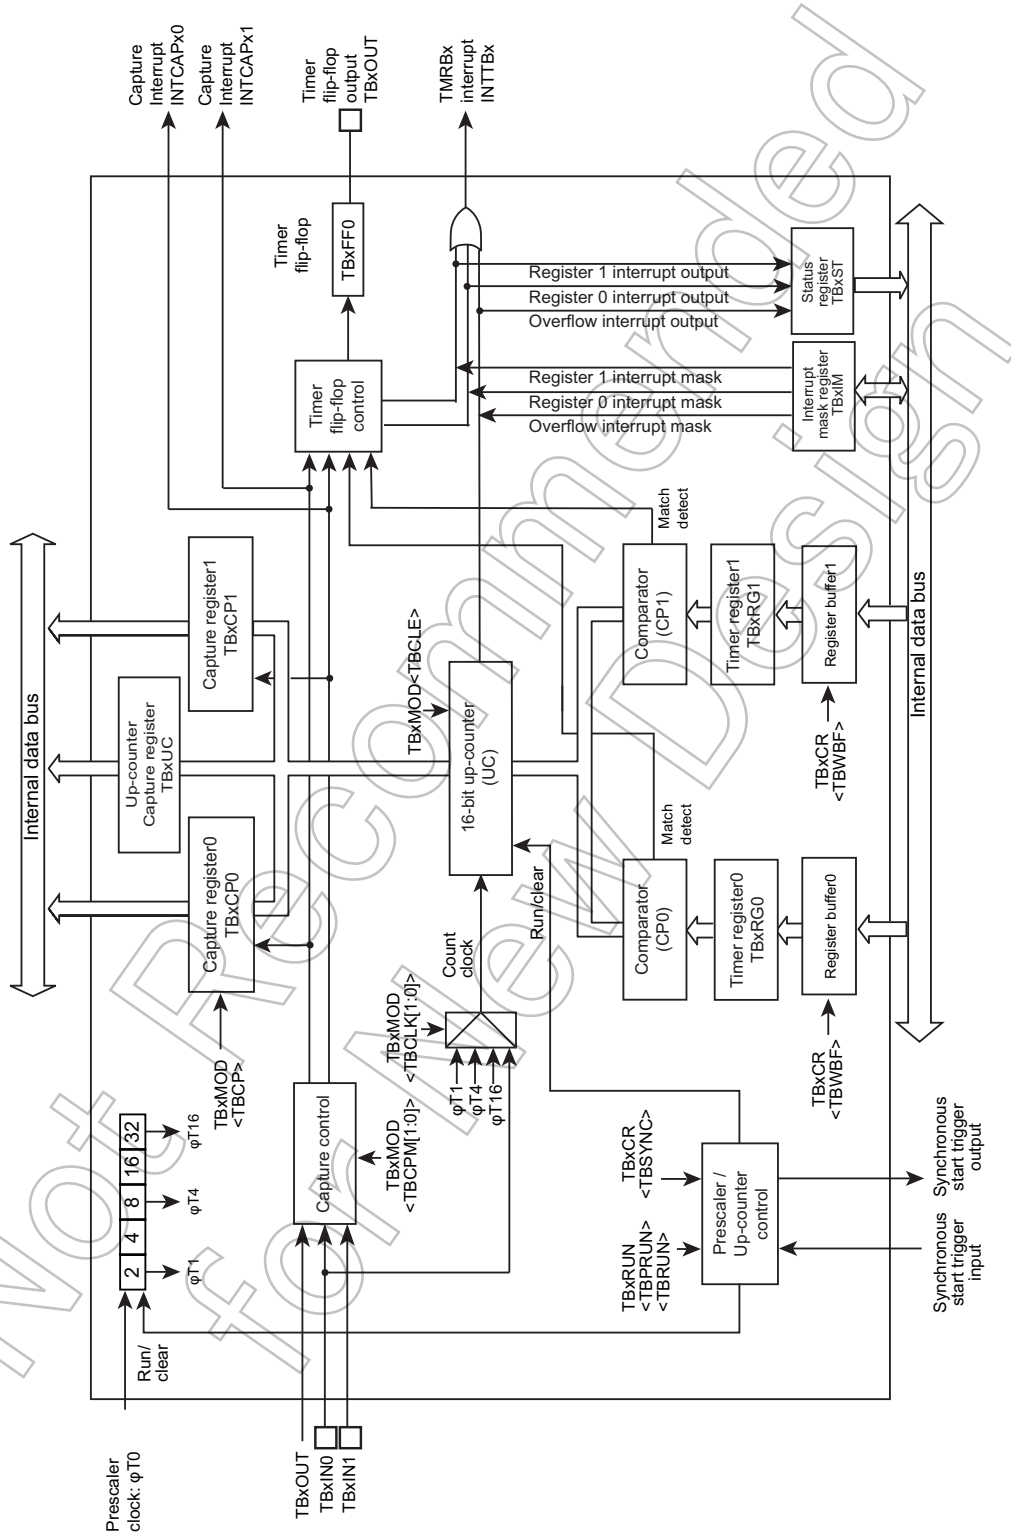 Internal data bus
Prescaler
clock: φT0
Run/
clear
2
4
8
16
32
φT1
φT4
φT16
TBxMOD
<TBCP>
Capture register0
TBxCP0
Up-counter
Capture register
TBxUC
Capture register1
TBxCP1
Capture
Interrupt
INTCAPx0
Capture
Interrupt
INTCAPx1
TBxOUT
TBxIN0
TBxIN1
Capture control
TBxMOD
<TBCPM[1:0]>
TBxMOD
<TBCLK[1:0]>
φT1
φT4
φT16
Count
clock
TBxMOD<TBCLE>
16-bit up-counter
(UC)
Run/clear
Timer
flip-flop
control
Timer
flip-flop
TBxFF0
Timer
flip-flop
output
TBxOUT
TMRBx
interrupt
INTTBx
Register 1 interrupt output
Register 0 interrupt output
Overflow interrupt output
Register 1 interrupt mask
Register 0 interrupt mask
Overflow interrupt mask
Status
register
TBxST
Interrupt
mask register
TBxIM
TBxRUN
<TBPRUN>
<TBRUN>
TBxCR
<TBSYNC>
Prescaler /
Up-counter
control
Synchronous
start trigger
input
Synchronous
start trigger
output
Match
detect
Comparator
(CP0)
Timer register0
TBxRG0
Register buffer0
TBxCR
<TBWBF>
Match
detect
Comparator
(CP1)
Timer register1
TBxRG1
Register buffer1
TBxCR
<TBWBF>
Internal data bus
Not Recommended
for New Design